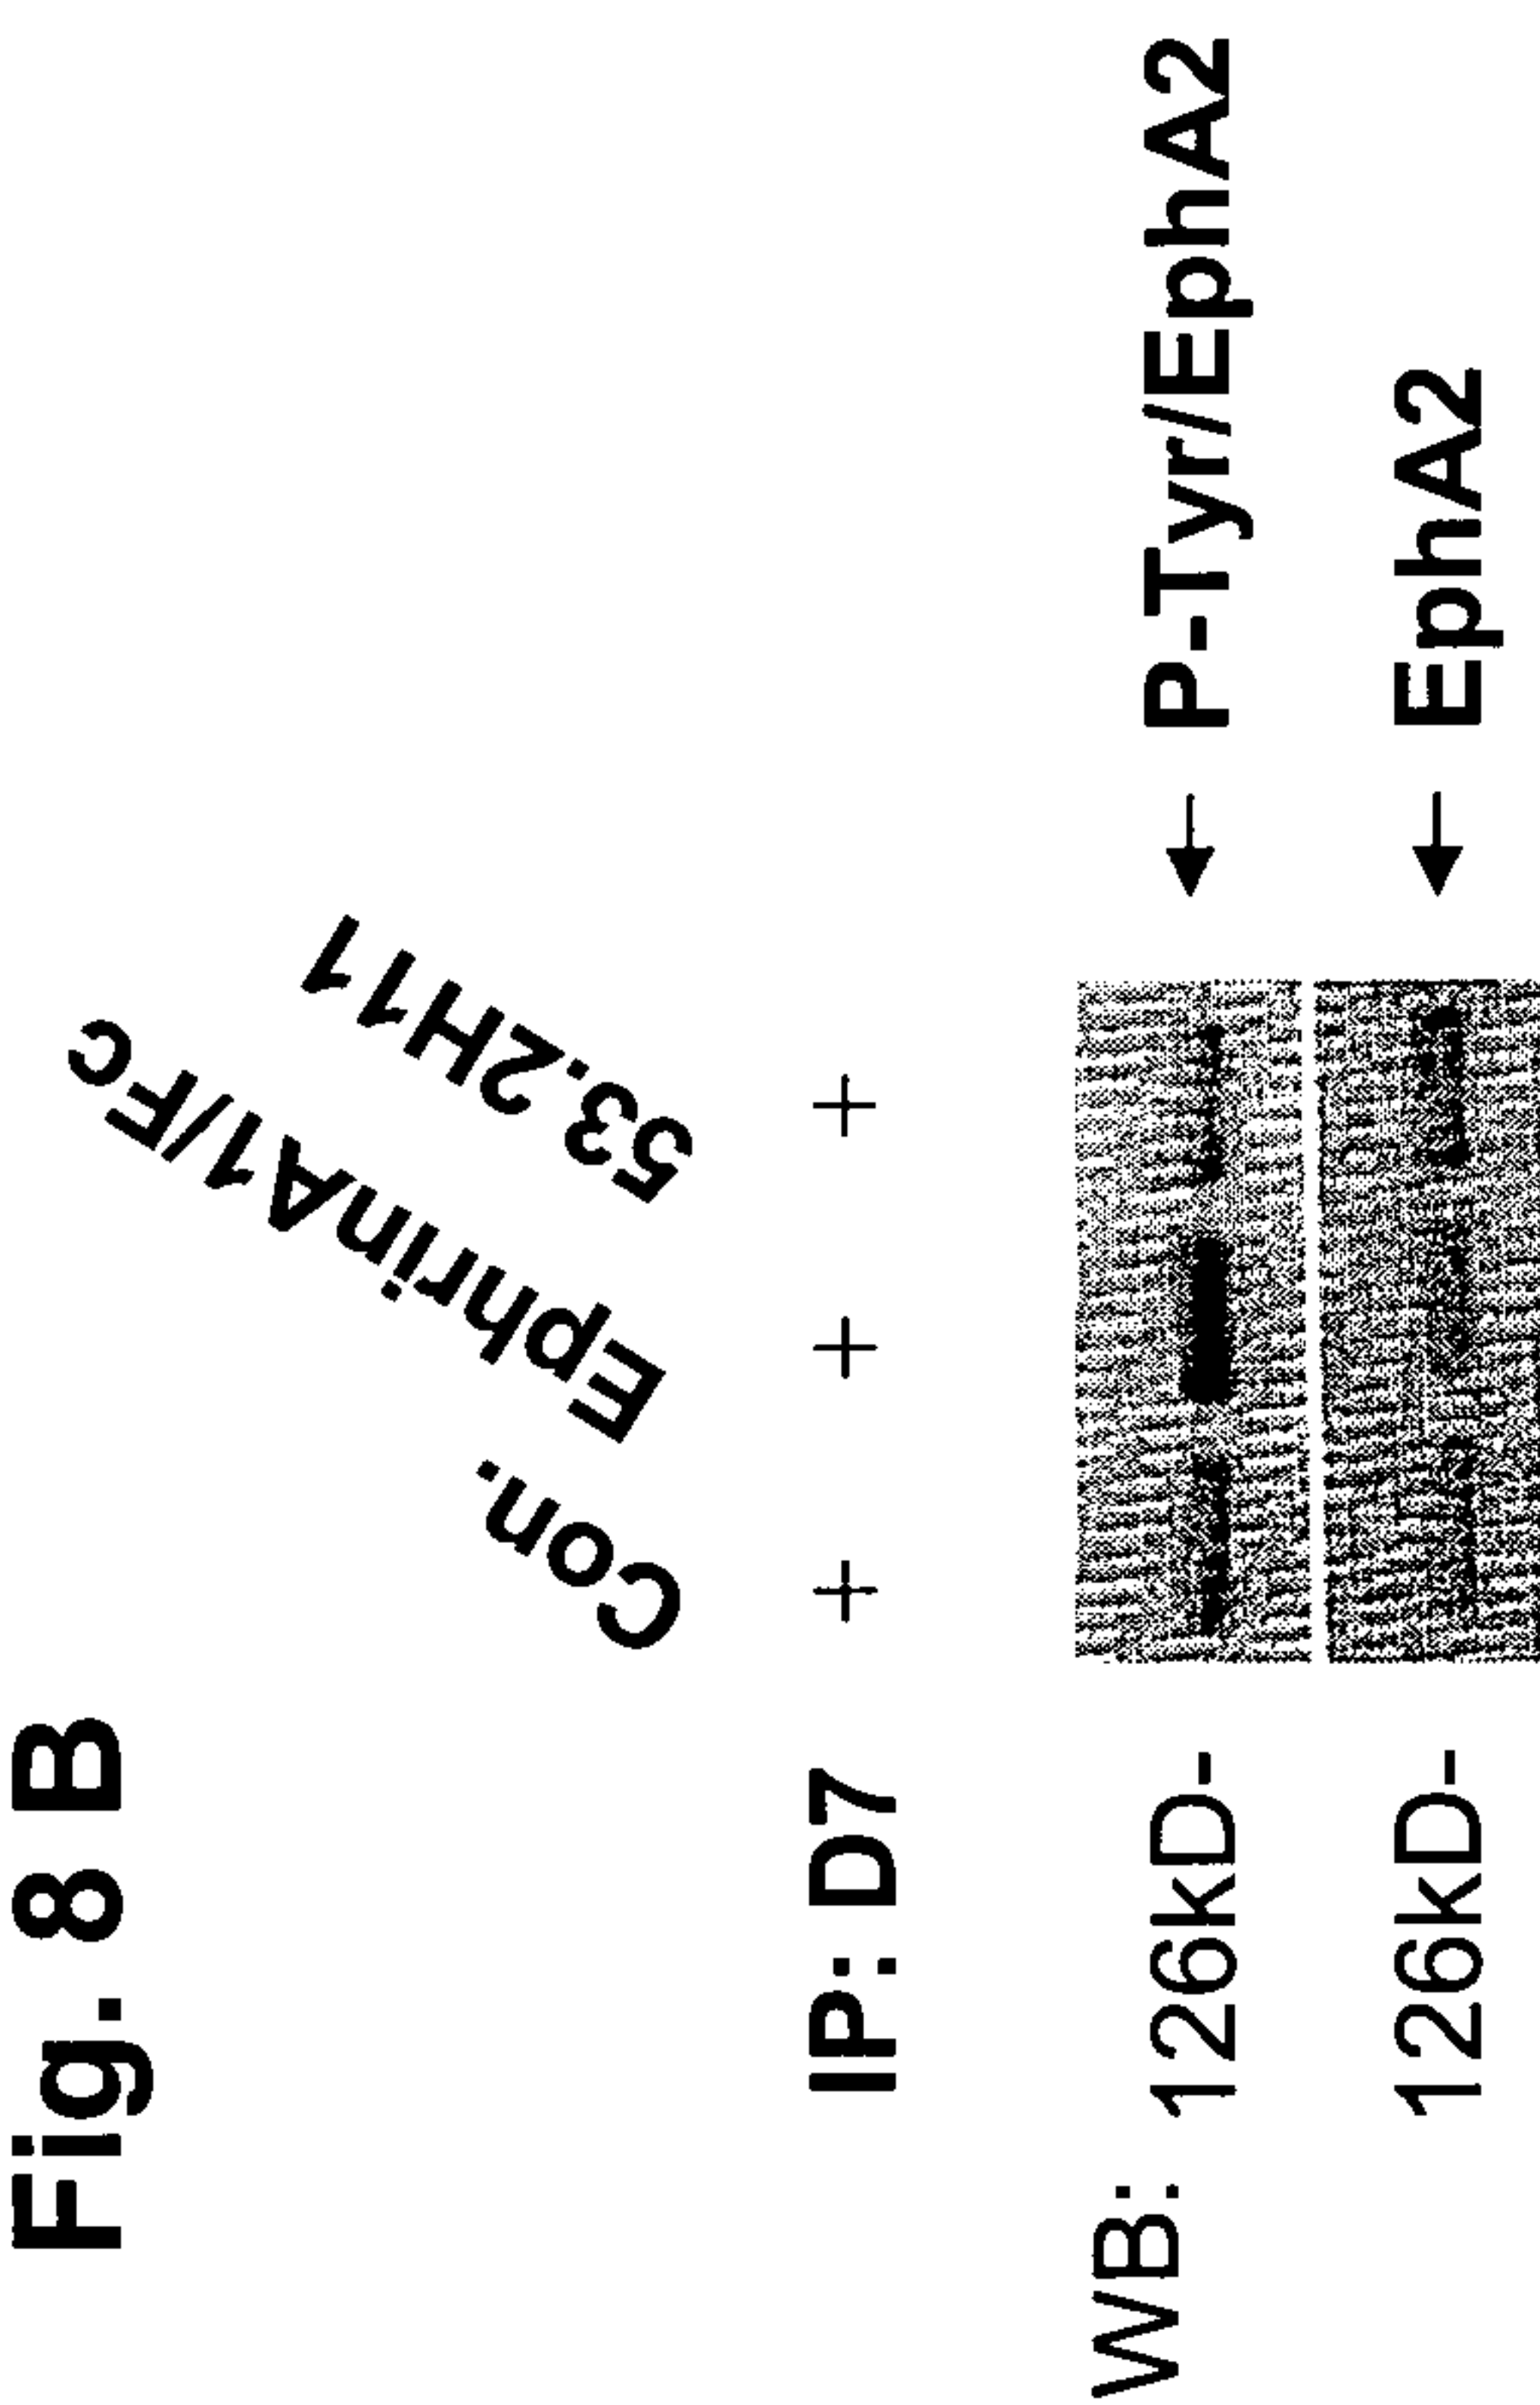 Fig. 8 B
Con. EphrinA1/Fc 53.2H11
IP: D7 + + +
WB: 126kD- P-Tyr/EphA2
126kD- EphA2